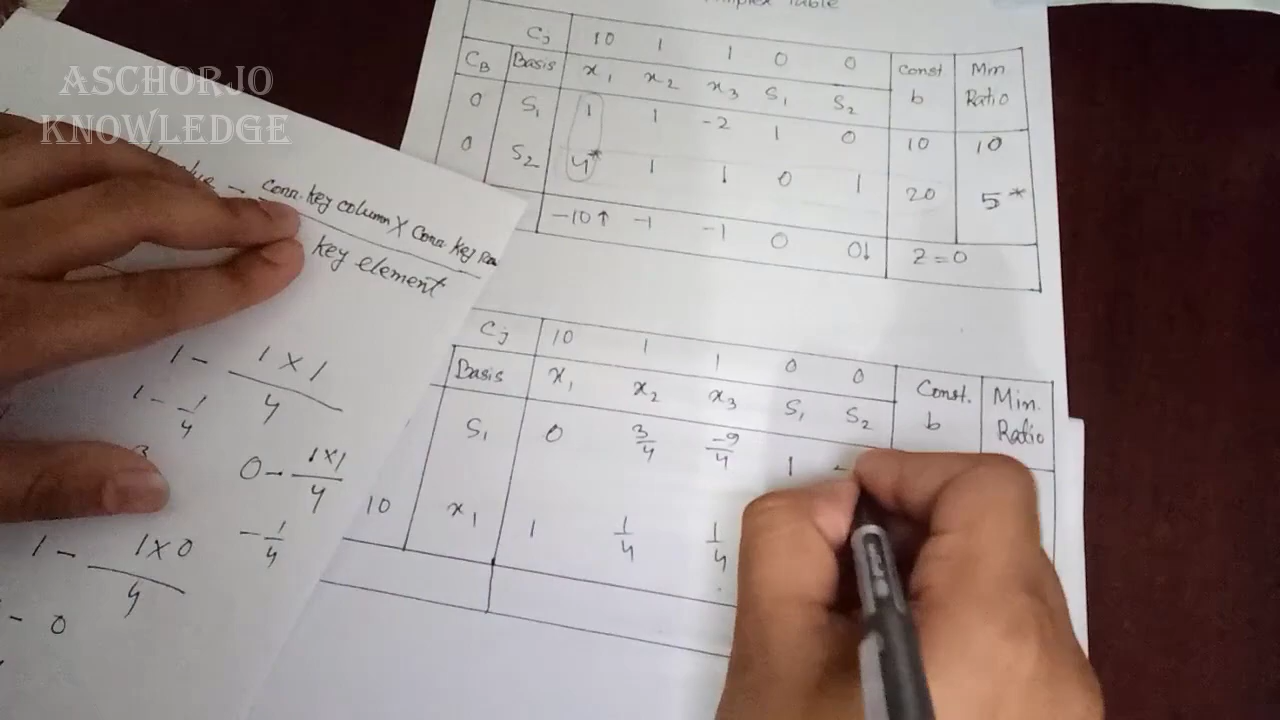 ASCHORJO
KNOWLEDGE
Cj 10 1 1 0 0
CB Basis x1 x2 x3 S1 S2 Const b Min Ratio
0 S1 1 1 -2 1 0 10 10
0 S2 4* 1 1 0 1 20 5*
-10↑ -1 -1 0 0↓ Z=0
Corr. key column X Corr key
key element
1 - 1 X 1 / 4
1 - 1/4
0 - 1X1 / 4
- 1/4
1 - 1 X 0 / 4
- 0
Cj 10 1 1 0 0
Basis x1 x2 x3 S1 S2 Const. b Min. Ratio
S1 0 3/4 -9/4 1
10 x1 1 1/4 1/4